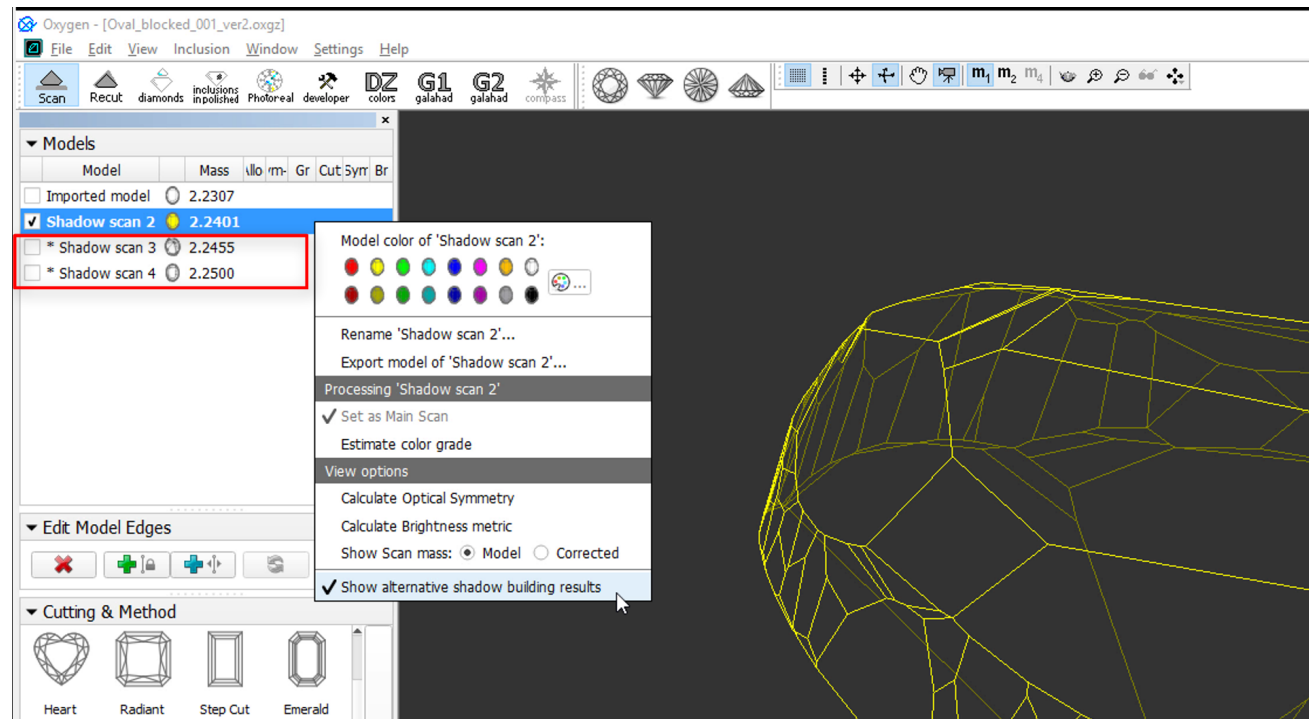 Oxygen - [Oval_blocked_001_ver2.oxgz]
File Edit View Inclusion Window Settings Help
Scan Recut diamonds inclusions inpolished Photoreal developer DZ colors G1 galahad G2 galahad compass m1 m2 m4
Models
Model Mass Gr Cut Sym Br
Imported model 2.2307
Shadow scan 2 2.2401
* Shadow scan 3 2.2455
* Shadow scan 4 2.2500
Model color of 'Shadow scan 2':
...
Rename 'Shadow scan 2'...
Export model of 'Shadow scan 2'...
Processing 'Shadow scan 2'
Set as Main Scan
Estimate color grade
View options
Calculate Optical Symmetry
Calculate Brightness metric
Show Scan mass: Model Corrected
Show alternative shadow building results
Edit Model Edges
Cutting & Method
Heart Radiant Step Cut Emerald